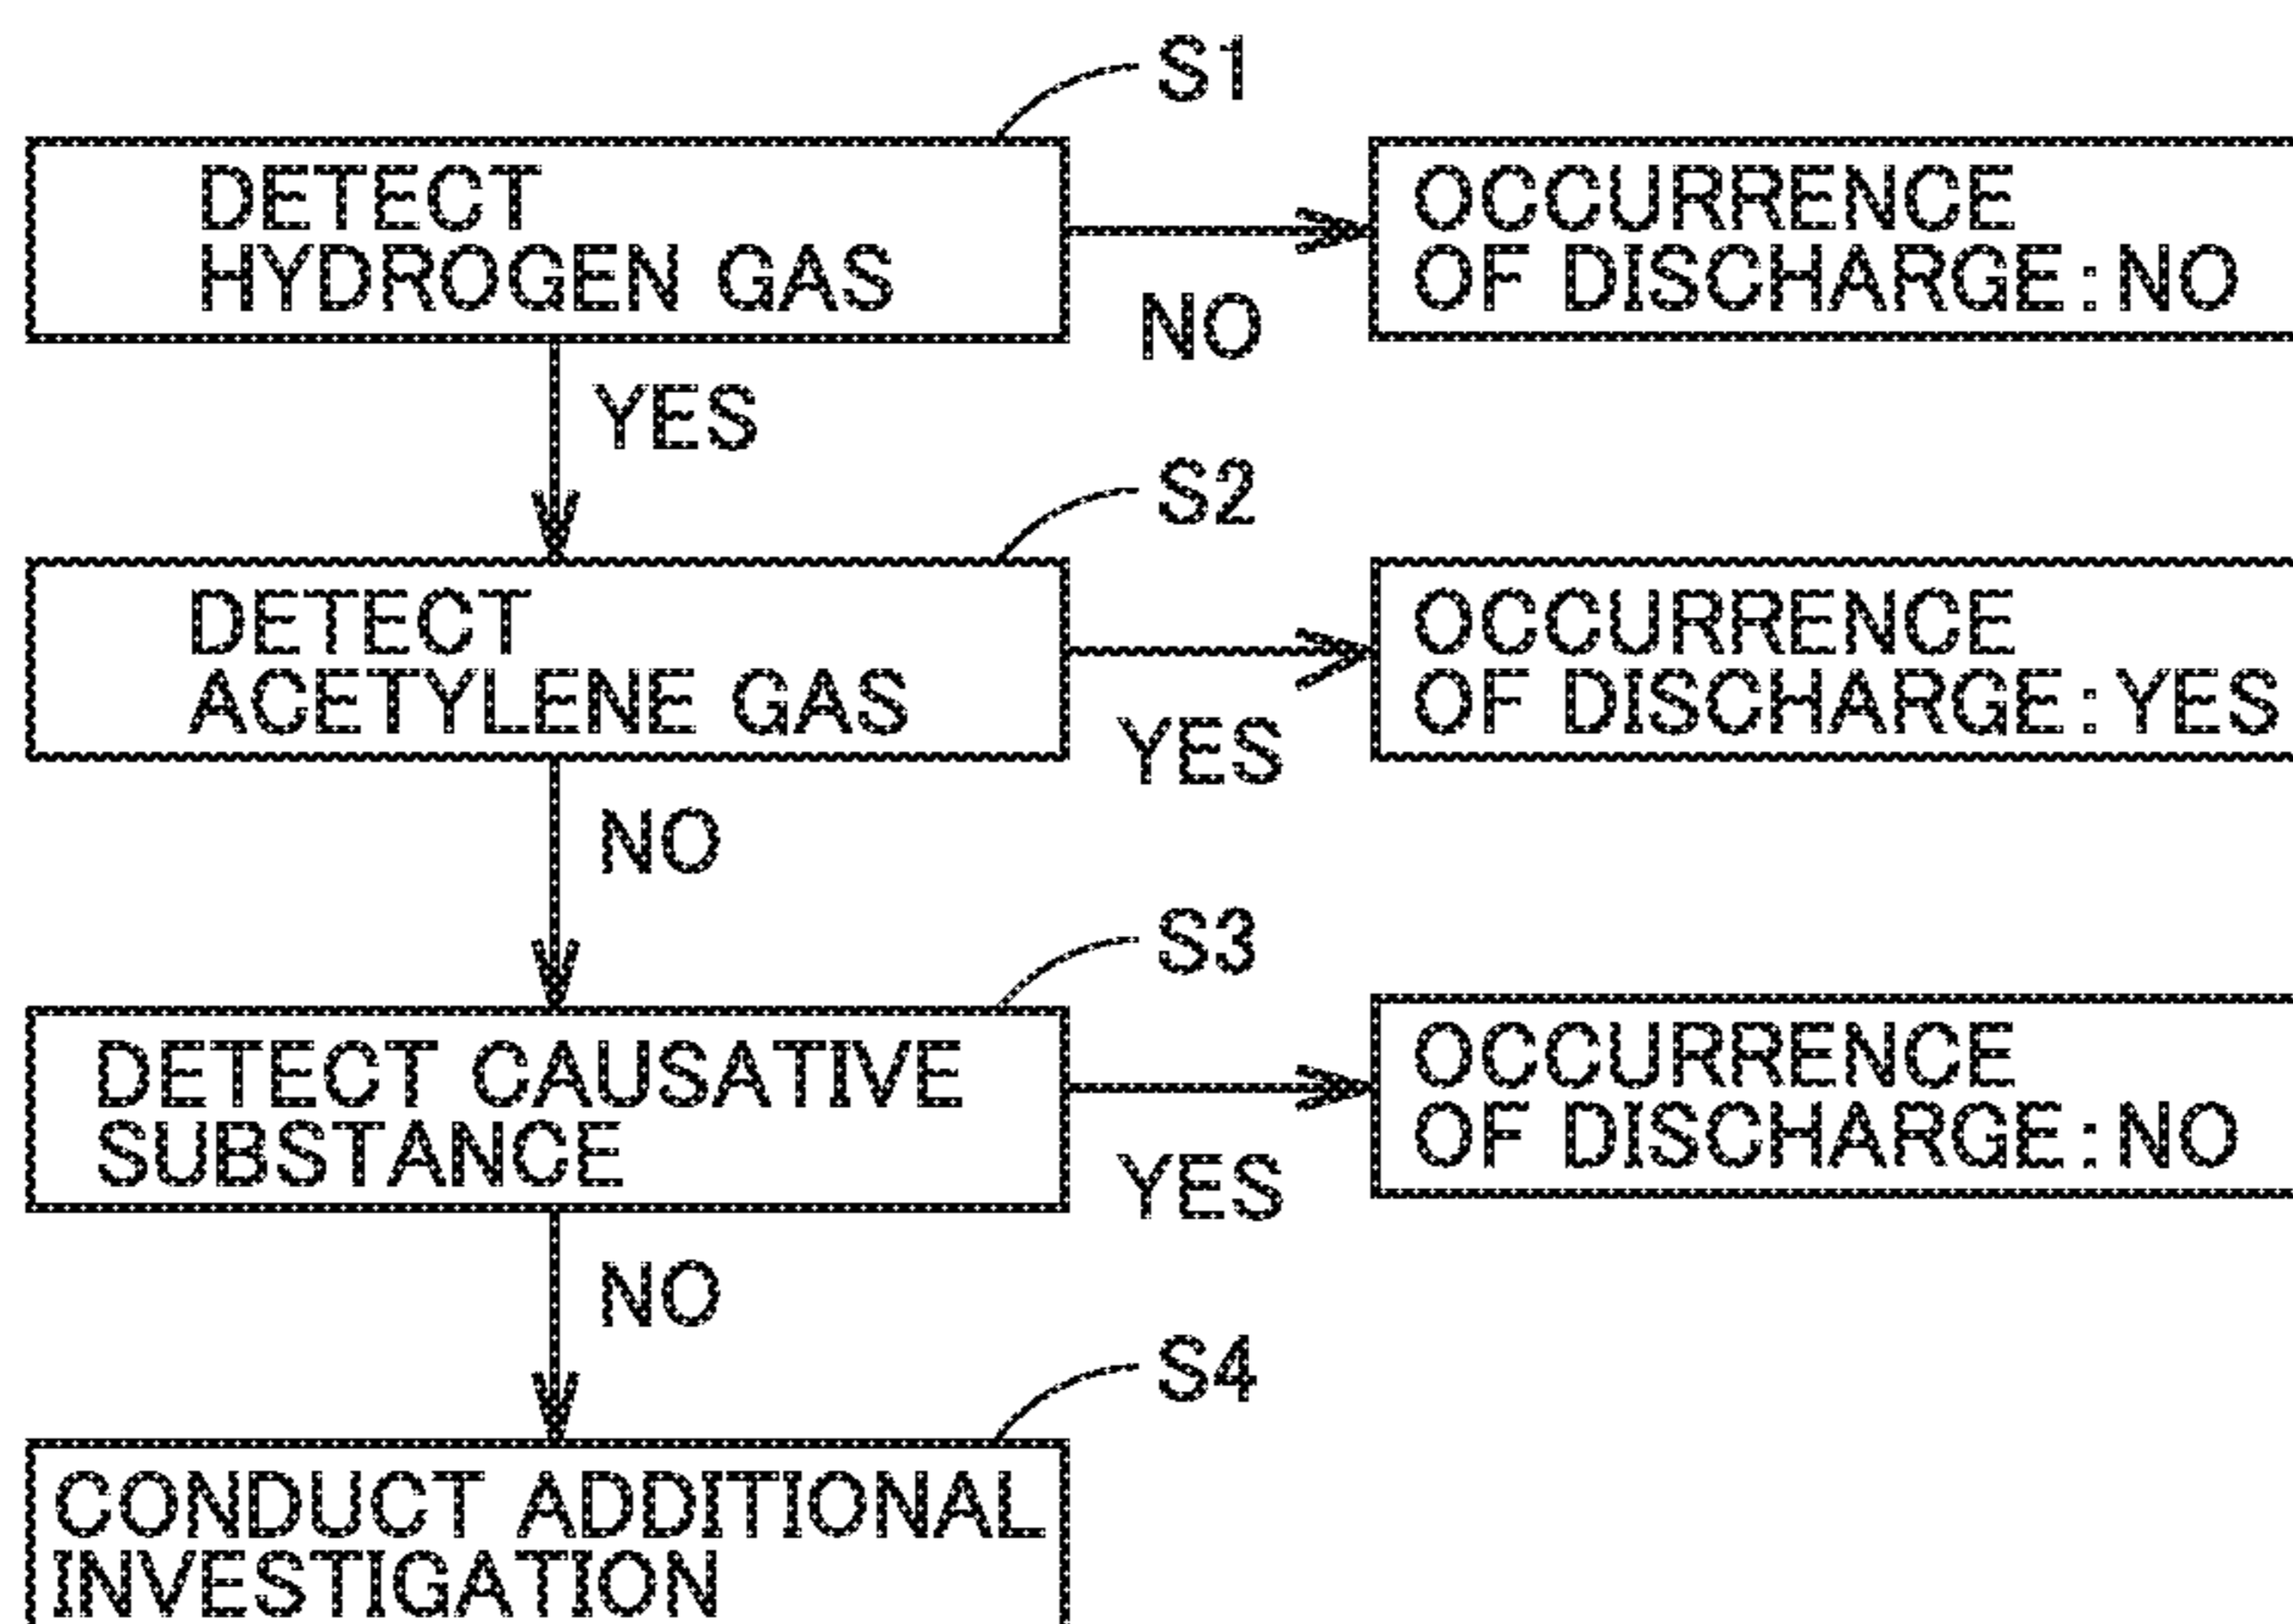 S1
DETECT
HYDROGEN GAS
NO
OCCURRENCE
OF DISCHARGE:NO
YES
S2
DETECT
ACETYLENE GAS
YES
OCCURRENCE
OF DISCHARGE:YES
NO
S3
DETECT CAUSATIVE
SUBSTANCE
YES
OCCURRENCE
OF DISCHARGE:NO
NO
S4
CONDUCT ADDITIONAL
INVESTIGATION